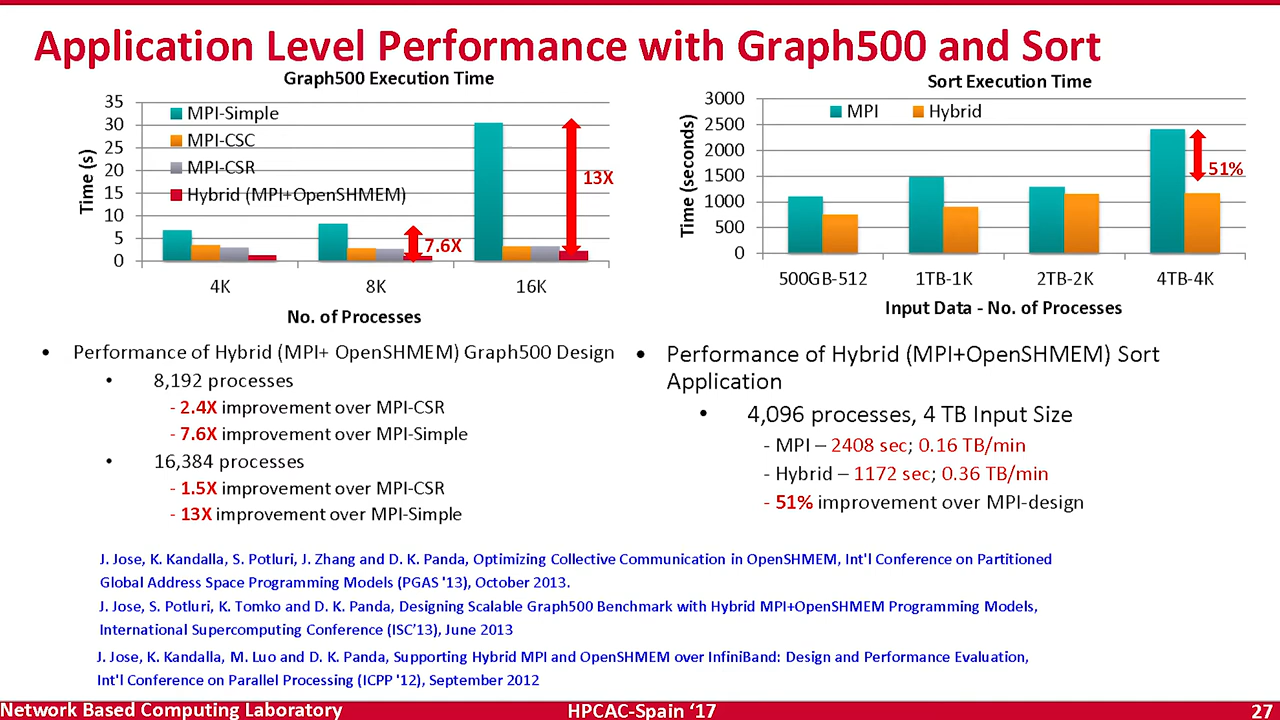 Application Level Performance with Graph500 and Sort
Graph500 Execution Time
35
30
25
20
15
10
5
0
Time (s)
MPI-Simple
MPI-CSC
MPI-CSR
Hybrid (MPI+OpenSHMEM)
13X
7.6X
4K 8K 16K
No. of Processes
Sort Execution Time
3000
2500
2000
1500
1000
500
0
Time (seconds)
MPI Hybrid
51%
500GB-512 1TB-1K 2TB-2K 4TB-4K
Input Data - No. of Processes
• Performance of Hybrid (MPI+ OpenSHMEM) Graph500 Design
• 8,192 processes
- 2.4X improvement over MPI-CSR
- 7.6X improvement over MPI-Simple
• 16,384 processes
- 1.5X improvement over MPI-CSR
- 13X improvement over MPI-Simple
• Performance of Hybrid (MPI+OpenSHMEM) Sort
Application
• 4,096 processes, 4 TB Input Size
- MPI – 2408 sec; 0.16 TB/min
- Hybrid – 1172 sec; 0.36 TB/min
- 51% improvement over MPI-design
J. Jose, K. Kandalla, S. Potluri, J. Zhang and D. K. Panda, Optimizing Collective Communication in OpenSHMEM, Int'l Conference on Partitioned
Global Address Space Programming Models (PGAS '13), October 2013.
J. Jose, S. Potluri, K. Tomko and D. K. Panda, Designing Scalable Graph500 Benchmark with Hybrid MPI+OpenSHMEM Programming Models,
International Supercomputing Conference (ISC’13), June 2013
J. Jose, K. Kandalla, M. Luo and D. K. Panda, Supporting Hybrid MPI and OpenSHMEM over InfiniBand: Design and Performance Evaluation,
Int'l Conference on Parallel Processing (ICPP '12), September 2012
Network Based Computing Laboratory
HPCAC-Spain ‘17
27